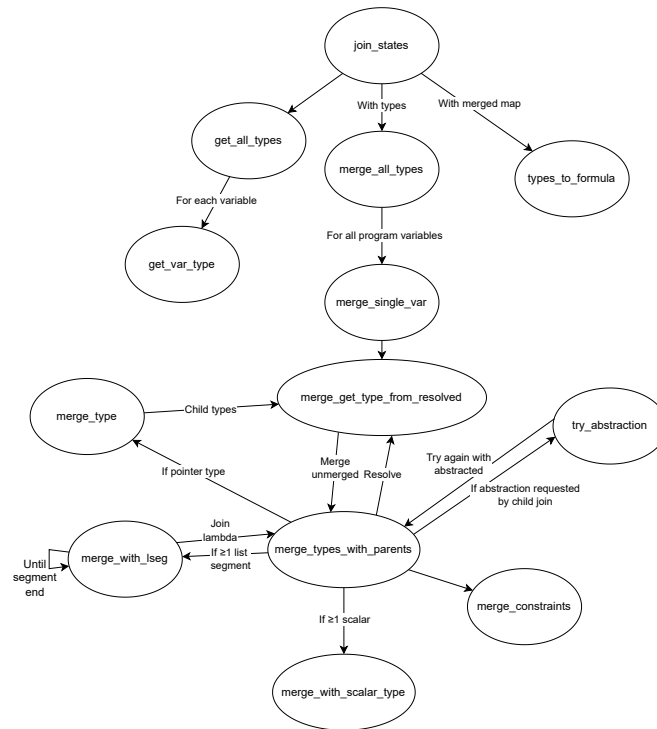 join_states
With types
With merged map
get_all_types
merge_all_types
types_to_formula
For each variable
For all program variables
get_var_type
merge_single_var
merge_get_type_from_resolved
merge_type
Child types
try_abstraction
Merge
unmerged
Resolve
Try again with
abstracted
If pointer type
If abstraction requested
by child join
Join
lambda
merge_with_lseg
If ≥1 list
segment
merge_types_with_parents
Until
segment
end
merge_constraints
If ≥1 scalar
merge_with_scalar_type